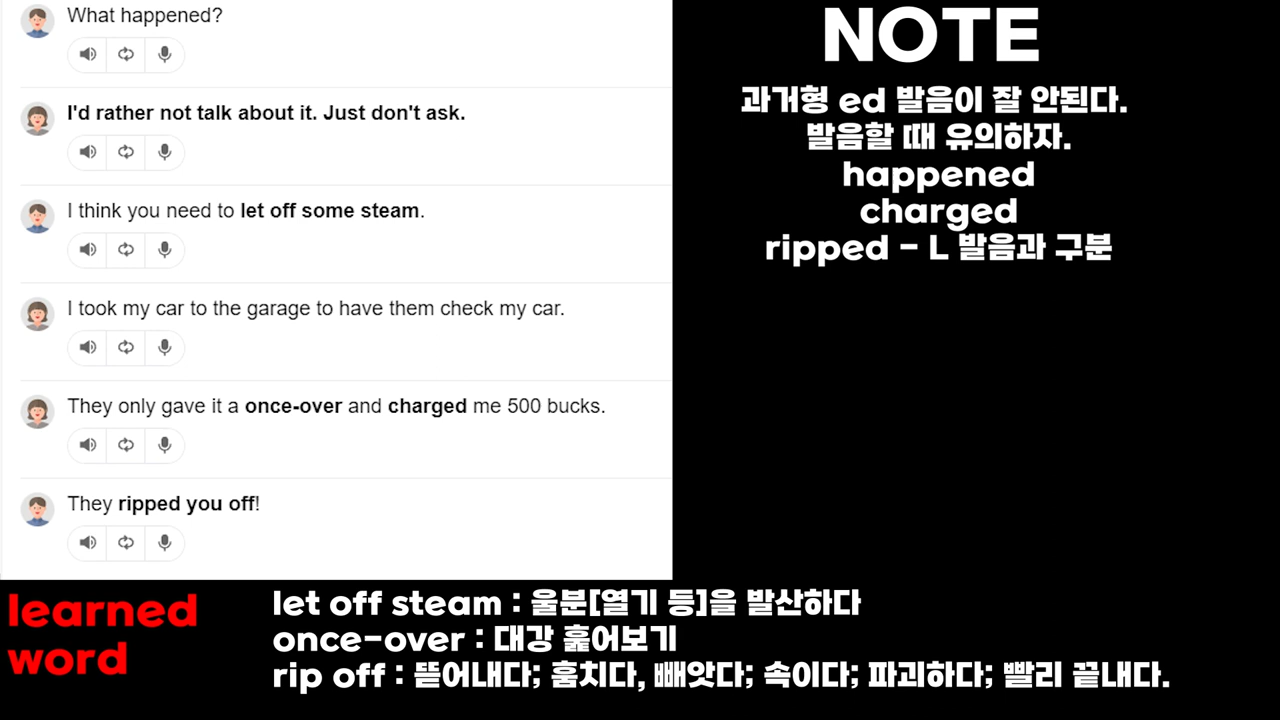 What happened?
I'd rather not talk about it. Just don't ask.
I think you need to let off some steam.
I took my car to the garage to have them check my car.
They only gave it a once-over and charged me 500 bucks.
They ripped you off!
NOTE
과거형 ed 발음이 잘 안된다.
발음할 때 유의하자.
happened
charged
ripped - L 발음과 구분
learned
word
let off steam : 울분[열기 등]을 발산하다
once-over : 대강 훑어보기
rip off : 뜯어내다; 훔치다, 빼앗다; 속이다; 파괴하다; 빨리 끝내다.